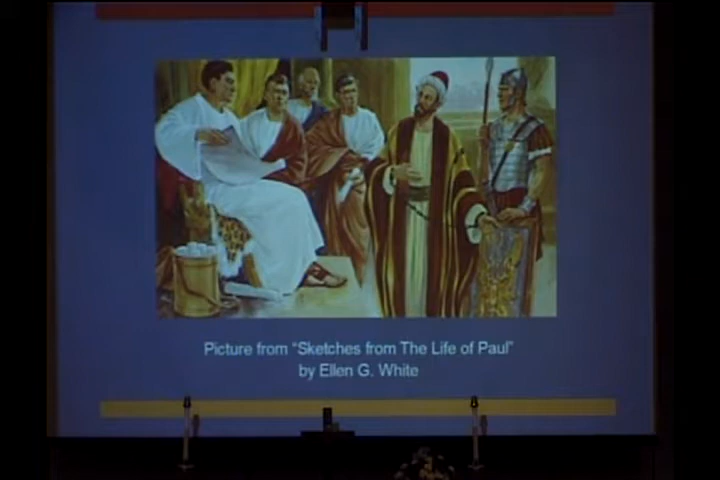 Picture from "Sketches from The Life of Paul"
by Ellen G. White